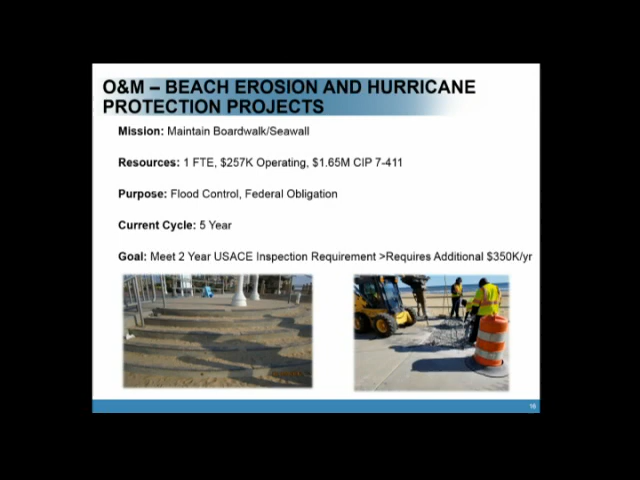 O&M – BEACH EROSION AND HURRICANE
PROTECTION PROJECTS
Mission: Maintain Boardwalk/Seawall
Resources: 1 FTE, $257K Operating, $1.65M CIP 7-411
Purpose: Flood Control, Federal Obligation
Current Cycle: 5 Year
Goal: Meet 2 Year USACE Inspection Requirement >Requires Additional $350K/yr